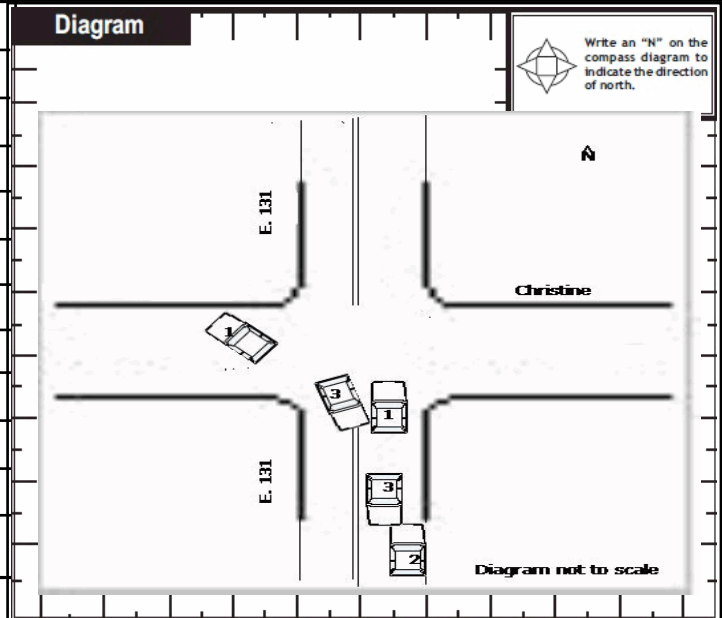 Diagram
Write an “N” on the
compass diagram to
indicate the direction
of north.
N
E. 131
Christine
1
3
1
E. 131
3
2
Diagram not to scale